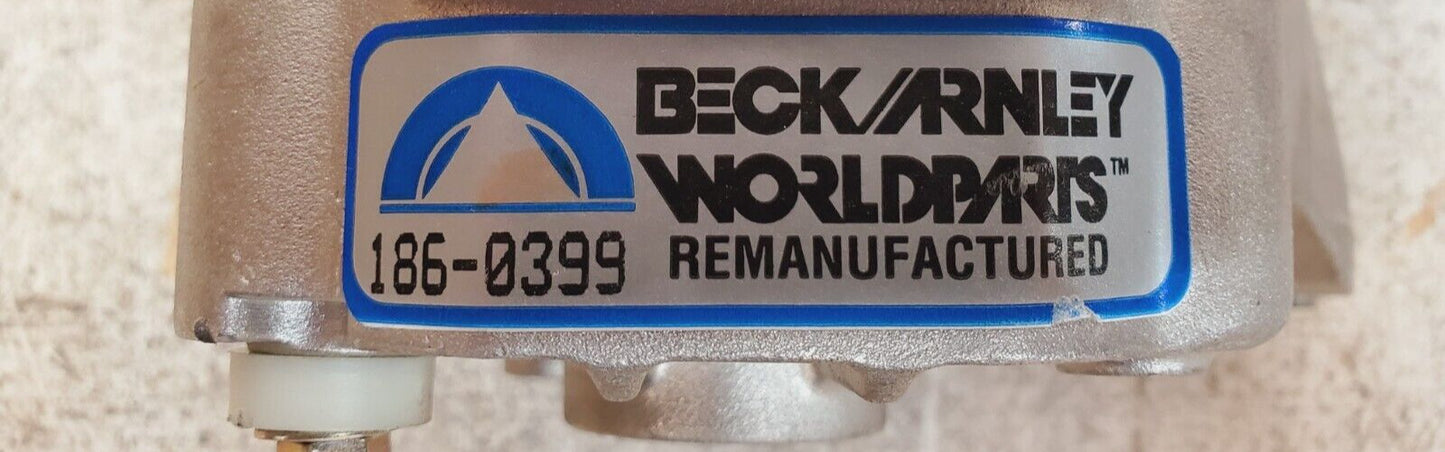 BECK/ARNLEY
WORLDPARTS™
186-0399 REMANUFACTURED